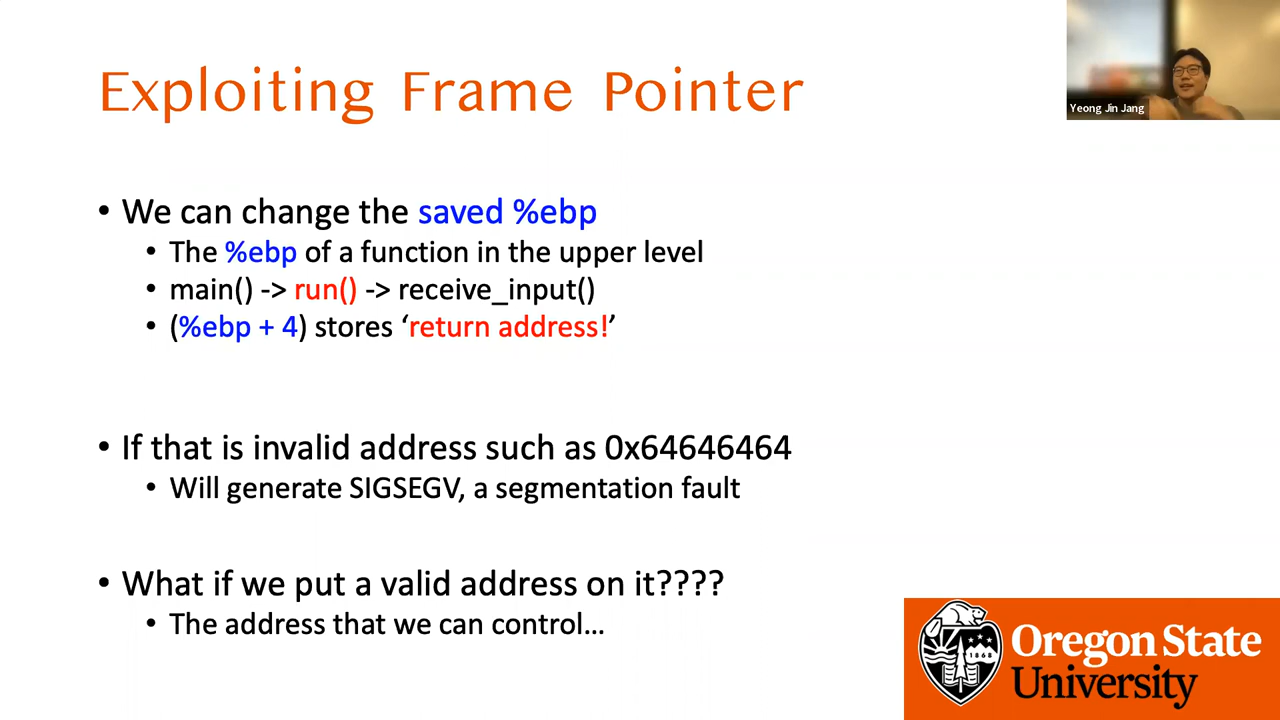 Exploiting Frame Pointer
Yeong Jin Jang
• We can change the saved %ebp
• The %ebp of a function in the upper level
• main() -> run() -> receive_input()
• (%ebp + 4) stores ‘return address!’
• If that is invalid address such as 0x64646464
• Will generate SIGSEGV, a segmentation fault
• What if we put a valid address on it????
• The address that we can control…
1868
Oregon State
University